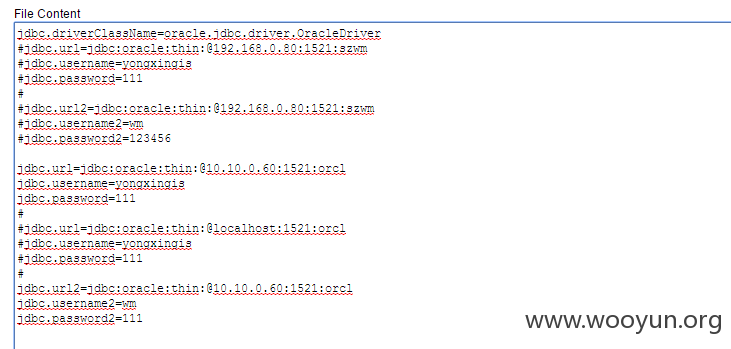 File Content
jdbc.driverClassName=oracle.jdbc.driver.OracleDriver
#jdbc.url=jdbc:oracle:thin:@192.168.0.80:1521:szwm
#jdbc.username=yongxingis
#jdbc.password=111
#
#jdbc.url2=jdbc:oracle:thin:@192.168.0.80:1521:szwm
#jdbc.username2=wm
#jdbc.password2=123456
jdbc.url=jdbc:oracle:thin:@10.10.0.60:1521:orcl
jdbc.username=yongxingis
jdbc.password=111
#
#jdbc.url=jdbc:oracle:thin:@localhost:1521:orcl
#jdbc.username=yongxingis
#jdbc.password=111
#
jdbc.url2=jdbc:oracle:thin:@10.10.0.60:1521:orcl
jdbc.username2=wm
jdbc.password2=111
www.wooyun.org